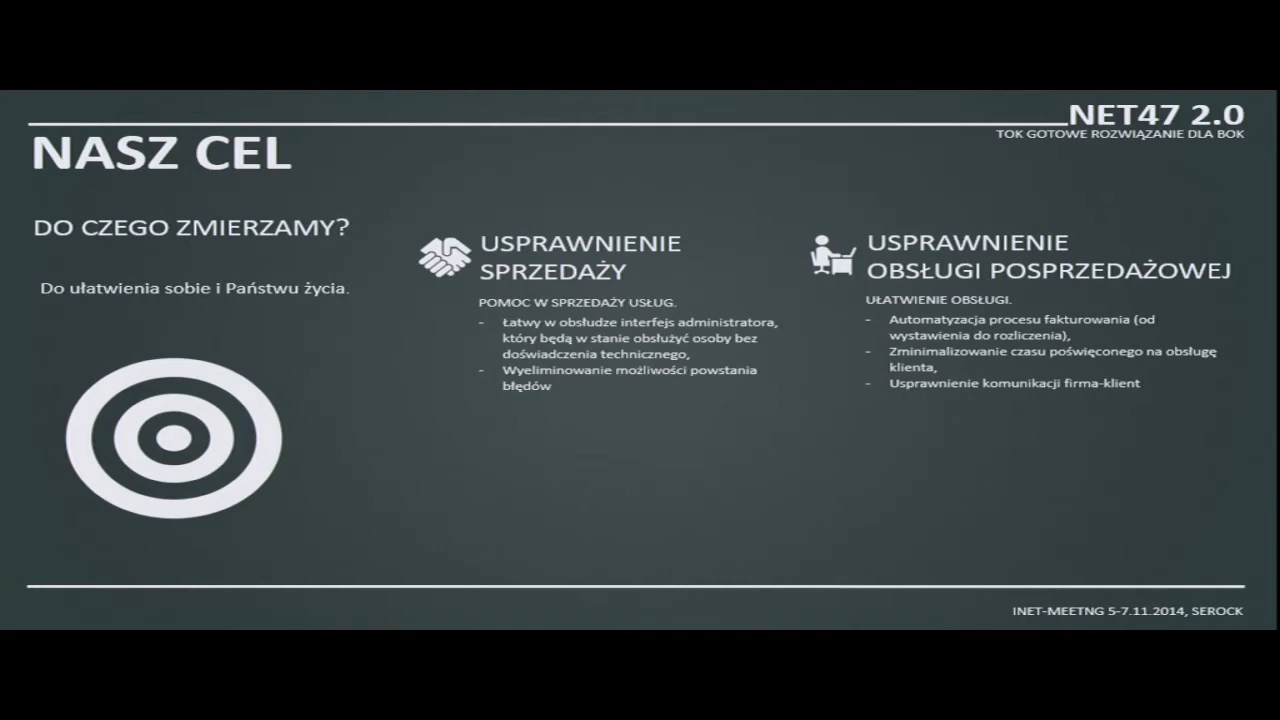 NET47 2.0
TOK GOTOWE ROZWIĄZANIE DLA BOK
NASZ CEL
DO CZEGO ZMIERZAMY?
Do ułatwienia sobie i Państwu życia.
USPRAWNIENIE
SPRZEDAŻY
POMOC W SPRZEDAŻY USŁUG.
- Łatwy w obsłudze interfejs administratora,
który będą w stanie obsłużyć osoby bez
doświadczenia technicznego,
- Wyeliminowanie możliwości powstania
błędów
USPRAWNIENIE
OBSŁUGI POSPRZEDAŻOWEJ
UŁATWIENIE OBSŁUGI.
- Automatyzacja procesu fakturowania (od
wystawienia do rozliczenia),
- Zminimalizowanie czasu poświęconego na obsługę
klienta,
- Usprawnienie komunikacji firma-klient
INET-MEETNG 5-7.11.2014, SEROCK